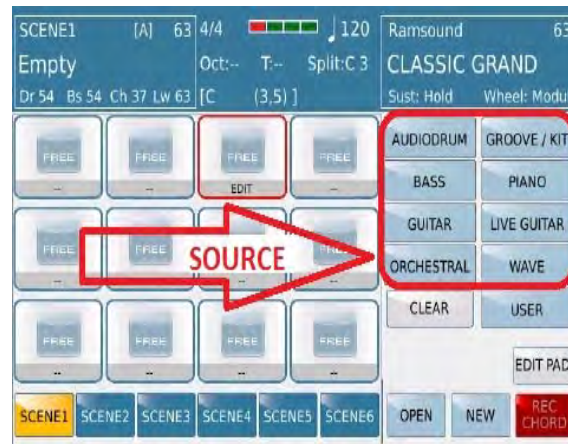 SCENE1 [A] 63 4/4 120 Ramsound 63
Empty Oct:-- T:-- Split:C 3 CLASSIC GRAND
Dr 54 Bs 54 Ch 37 Lw 63 [C (3,5) ] Sust: Hold Wheel: Modu
FREE FREE FREE FREE AUDIODRUM GROOVE / KIT
-- -- EDIT -- BASS PIANO
FREE FREE FREE GUITAR LIVE GUITAR
SOURCE
-- -- ORCHESTRAL WAVE
CLEAR USER
FREE FREE FREE FREE
-- -- -- -- EDIT PAD
SCENE1 SCENE2 SCENE3 SCENE4 SCENE5 SCENE6 OPEN NEW REC
CHORD